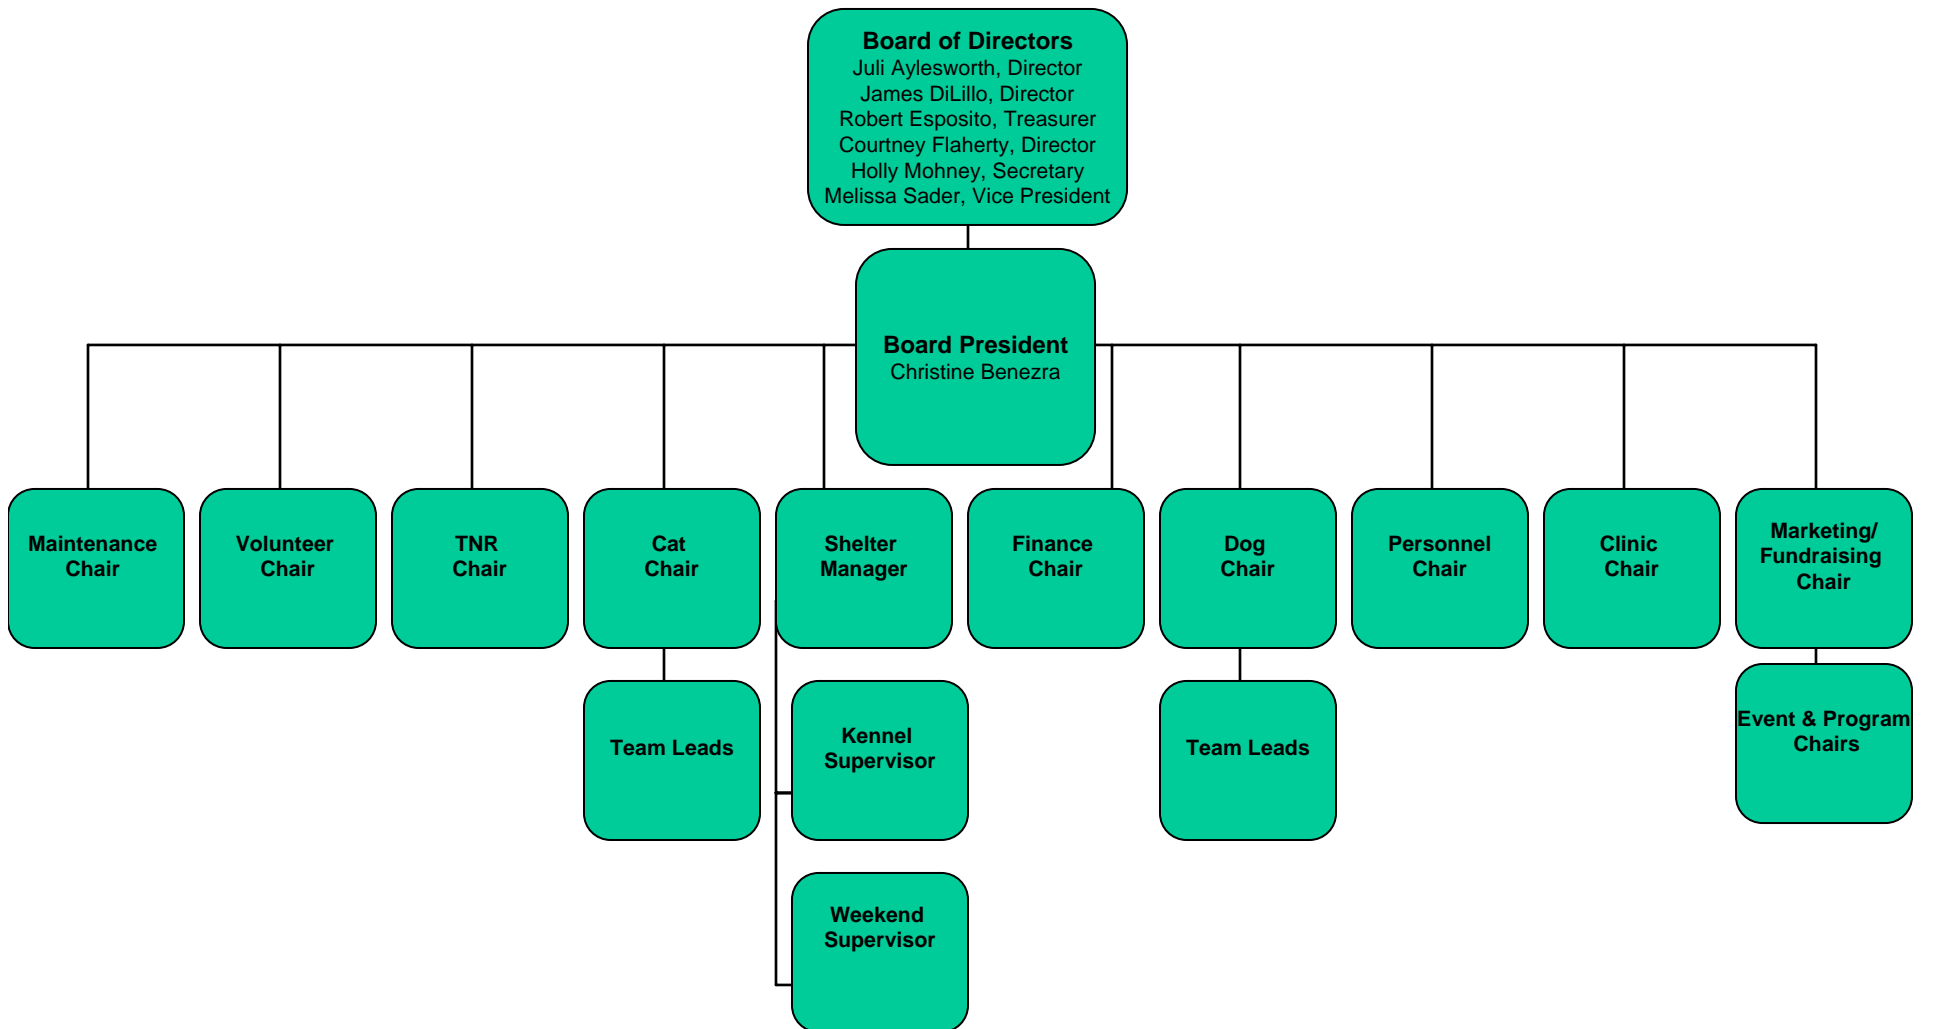 Board of Directors
Juli Aylesworth, Director
James DiLillo, Director
Robert Esposito, Treasurer
Courtney Flaherty, Director
Holly Mohney, Secretary
Melissa Sader, Vice President
Board President
Christine Benezra
Maintenance
Chair
Volunteer
Chair
TNR
Chair
Cat
Chair
Shelter
Manager
Finance
Chair
Dog
Chair
Personnel
Chair
Clinic
Chair
Marketing/
Fundraising
Chair
Team Leads
Kennel
Supervisor
Team Leads
Event & Program
Chairs
Weekend
Supervisor